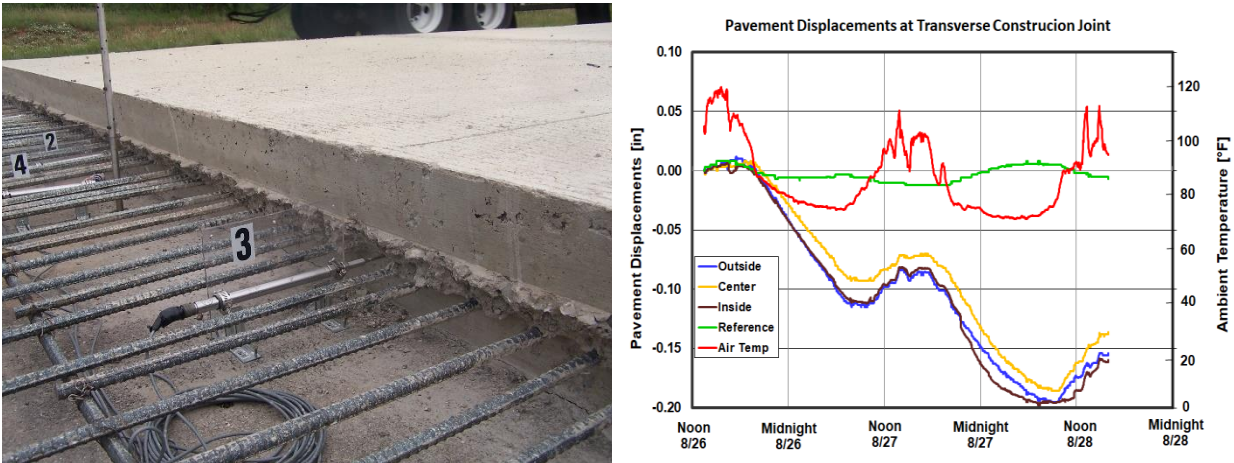 2
4
3
Pavement Displacements at Transverse Construcion Joint
Pavement Displacements [in]
0.10
0.05
0.00
-0.05
-0.10
-0.15
-0.20
Outside
Center
Inside
Reference
Air Temp
120
100
80
60
40
20
0
Ambient Temperature [°F]
Noon Midnight Noon Midnight Noon Midnight
8/26 8/26 8/27 8/27 8/28 8/28